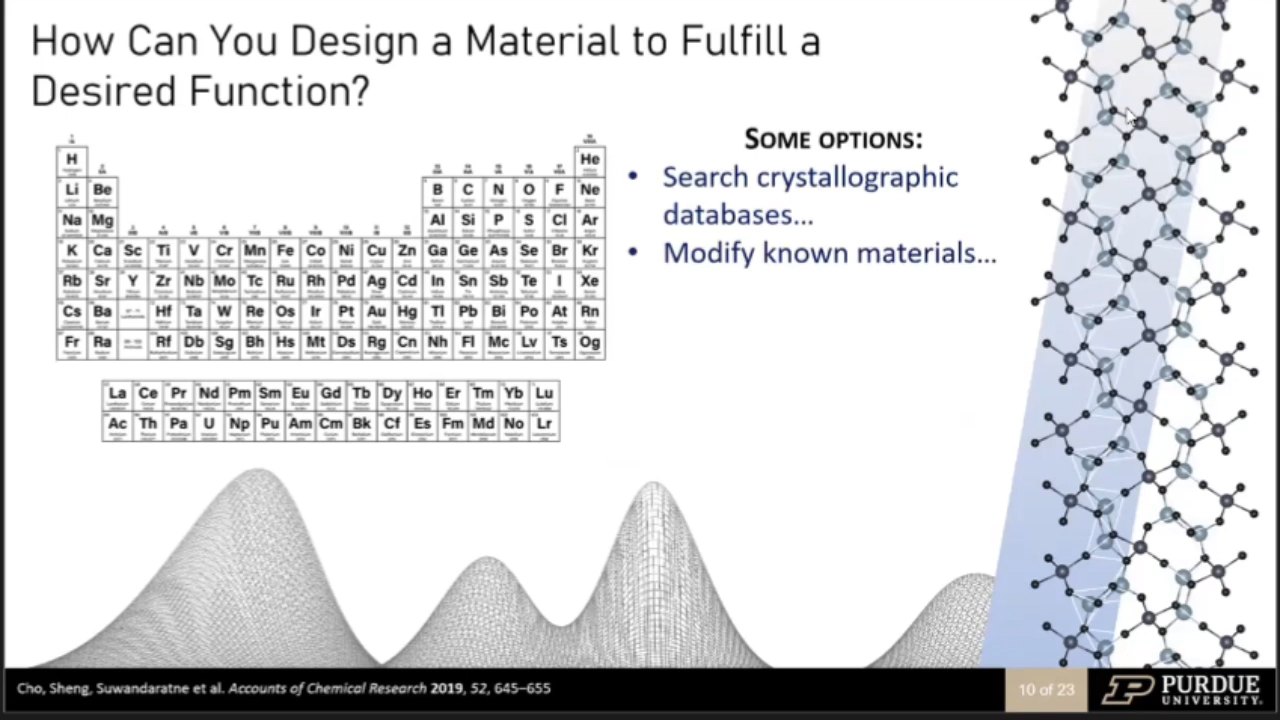 How Can You Design a Material to Fulfill a
Desired Function?
SOME OPTIONS:
• Search crystallographic
databases...
• Modify known materials...
H He
Li Be B C N O F Ne
Na Mg Al Si P S Cl Ar
K Ca Sc Ti V Cr Mn Fe Co Ni Cu Zn Ga Ge As Se Br Kr
Rb Sr Y Zr Nb Mo Tc Ru Rh Pd Ag Cd In Sn Sb Te I Xe
Cs Ba Hf Ta W Re Os Ir Pt Au Hg Tl Pb Bi Po At Rn
Fr Ra Rf Db Sg Bh Hs Mt Ds Rg Cn Nh Fl Mc Lv Ts Og
La Ce Pr Nd Pm Sm Eu Gd Tb Dy Ho Er Tm Yb Lu
Ac Th Pa U Np Pu Am Cm Bk Cf Es Fm Md No Lr
Cho, Sheng, Suwandaratne et al. Accounts of Chemical Research 2019, 52, 645–655
10 of 23
PURDUE
UNIVERSITY.